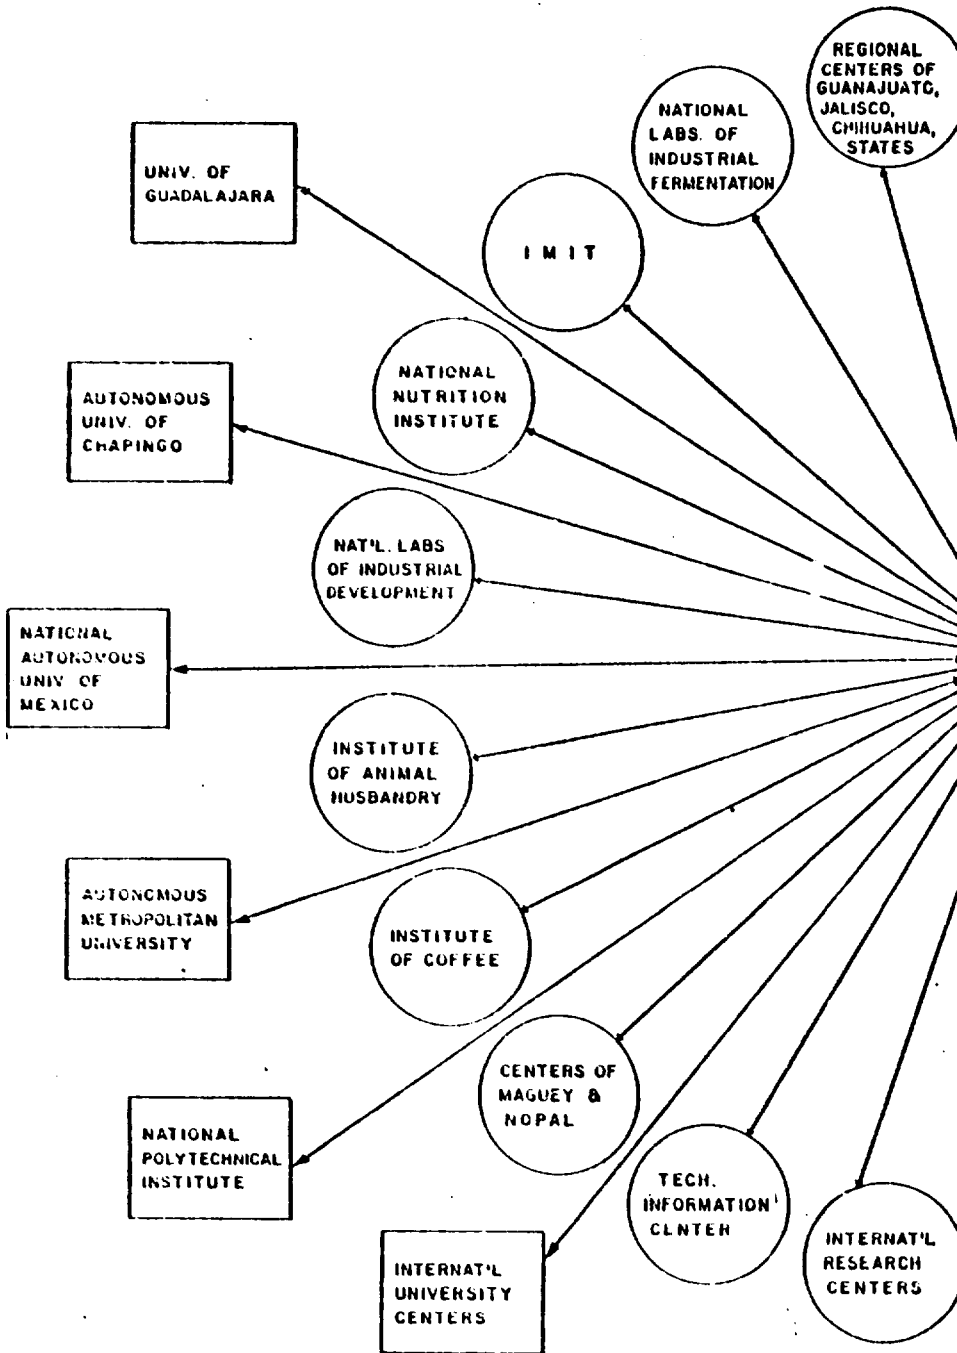 REGIONAL
CENTERS OF
GUANAJUATO,
JALISCO,
CHIHUAHUA,
STATES
NATIONAL
LABS. OF
INDUSTRIAL
FERMENTATION
UNIV. OF
GUADALAJARA
I M I T
NATIONAL
NUTRITION
INSTITUTE
AUTONOMOUS
UNIV. OF
CHAPINGO
NAT'L. LABS
OF INDUSTRIAL
DEVELOPMENT
NATIONAL
AUTONOMOUS
UNIV. OF
MEXICO
INSTITUTE
OF ANIMAL
HUSBANDRY
AUTONOMOUS
METROPOLITAN
UNIVERSITY
INSTITUTE
OF COFFEE
CENTERS OF
MAGUEY &
NOPAL
NATIONAL
POLYTECHNICAL
INSTITUTE
TECH.
INFORMATION
CENTER
INTERNAT'L
UNIVERSITY
CENTERS
INTERNAT'L
RESEARCH
CENTERS